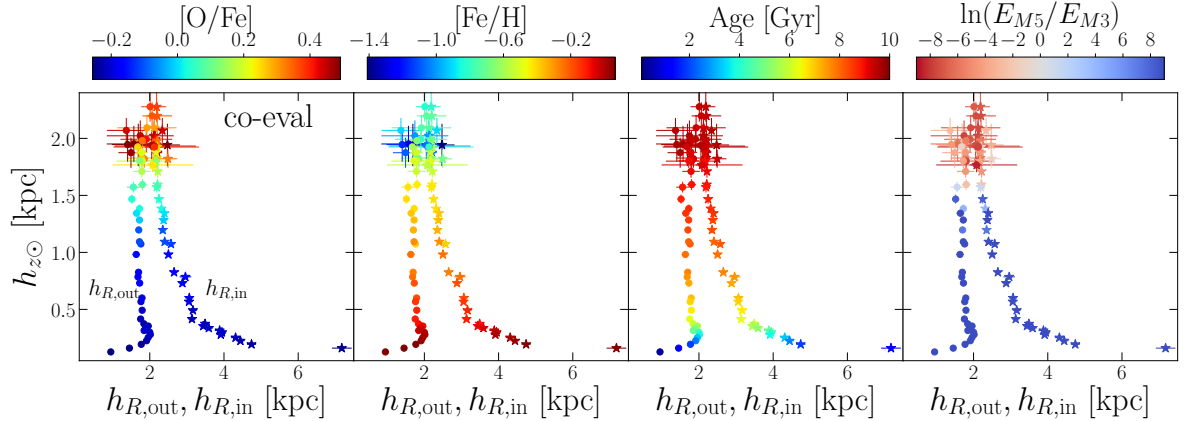 [O/Fe] [Fe/H] Age [Gyr] ln(E_{M5}/E_{M3})
−0.2 0.0 0.2 0.4 −1.4 −1.0 −0.6 −0.2 2 4 6 8 10 −8 −6 −4 −2 0 2 4 6 8
co-eval
2.0
1.5
1.0
0.5
h_{z⊙} [kpc]
h_{R,out} h_{R,in}
2 4 6 2 4 6 2 4 6 2 4 6
h_{R,out}, h_{R,in} [kpc] h_{R,out}, h_{R,in} [kpc] h_{R,out}, h_{R,in} [kpc] h_{R,out}, h_{R,in} [kpc]